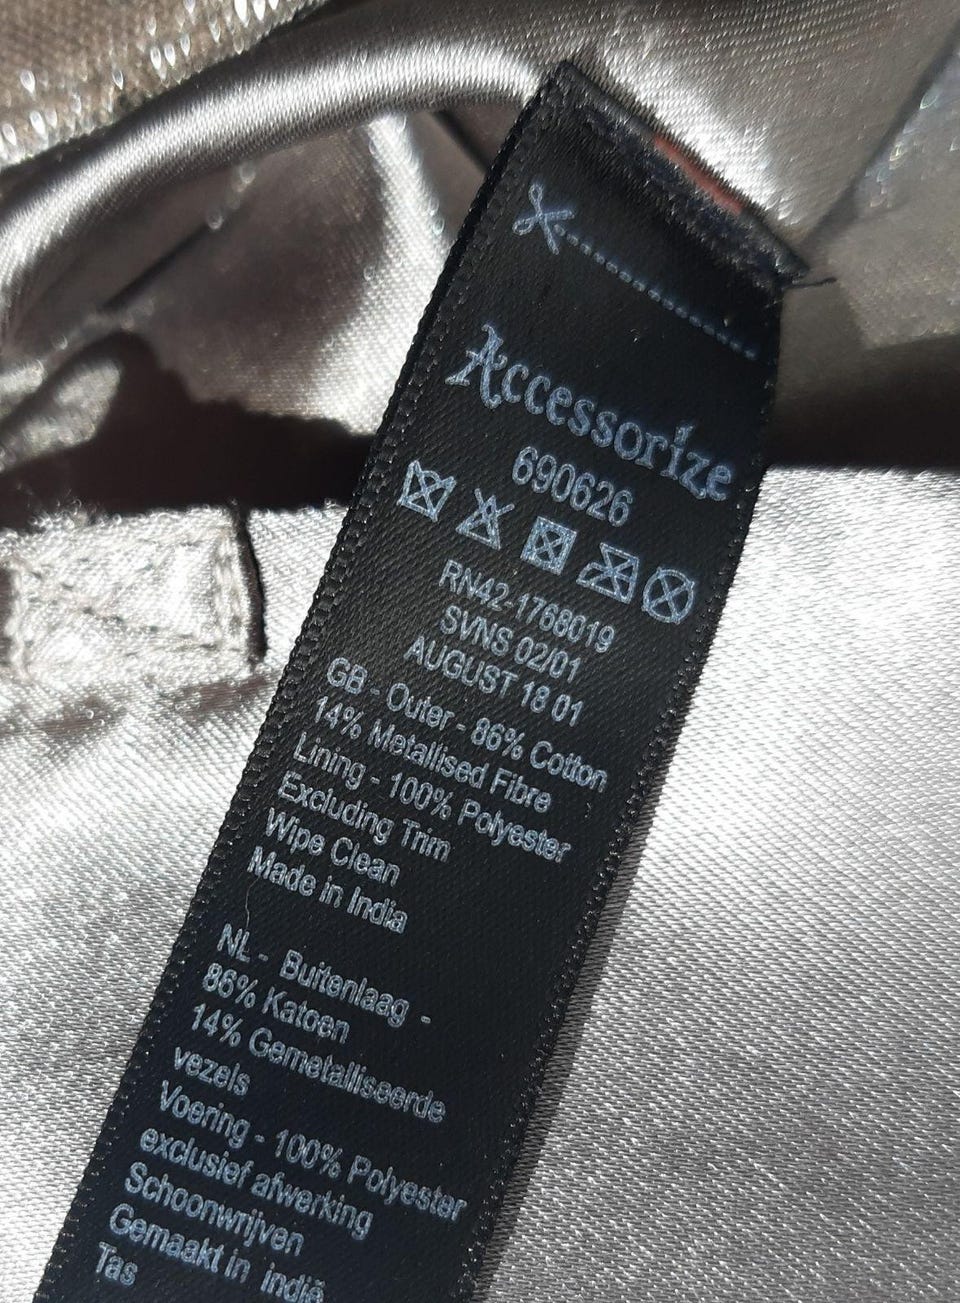 Accessorize
690626
RN42-1768019
SVNS 02/01
AUGUST 18 01
GB - Outer - 86% Cotton
14% Metallised Fibre
Lining - 100% Polyester
Excluding Trim
Wipe Clean
Made in India
NL - Buitenlaag -
86% Katoen
14% Gemetalliseerde
vezels
Voering - 100% Polyester
exclusief afwerking
Schoonwrijven
Gemaakt in indië
Tas